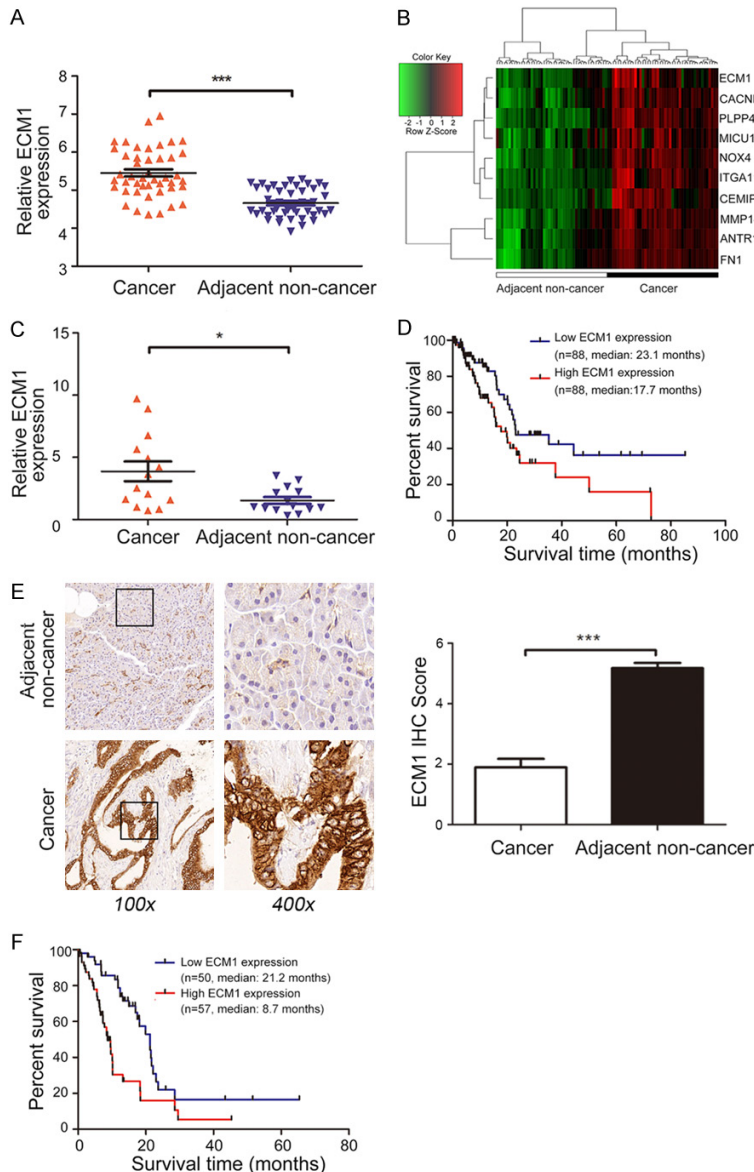 A
Relative ECM1
expression
8
7
6
5
4
3
***
Cancer
Adjacent non-cancer
B
Color Key
-2 -1 0 1 2
Row Z-Score
ECM1
CACN
PLPP4
MICU1
NOX4
ITGA1
CEMIP
MMP1
ANTR
FN1
Adjacent non-cancer
Cancer
C
Relative ECM1
expression
15
10
5
0
*
Cancer
Adjacent non-cancer
D
Percent survival
100
80
60
40
20
0
Low ECM1 expression
(n=88, median: 23.1 months)
High ECM1 expression
(n=88, median:17.7 months)
0 20 40 60 80 100
Survival time (months)
E
Adjacent
non-cancer
Cancer
100x
400x
ECM1 IHC Score
6
4
2
0
***
Cancer
Adjacent non-cancer
F
Percent survival
100
80
60
40
20
0
Low ECM1 expression
(n=50, median: 21.2 months)
High ECM1 expression
(n=57, median: 8.7 months)
0 20 40 60 80
Survival time (months)